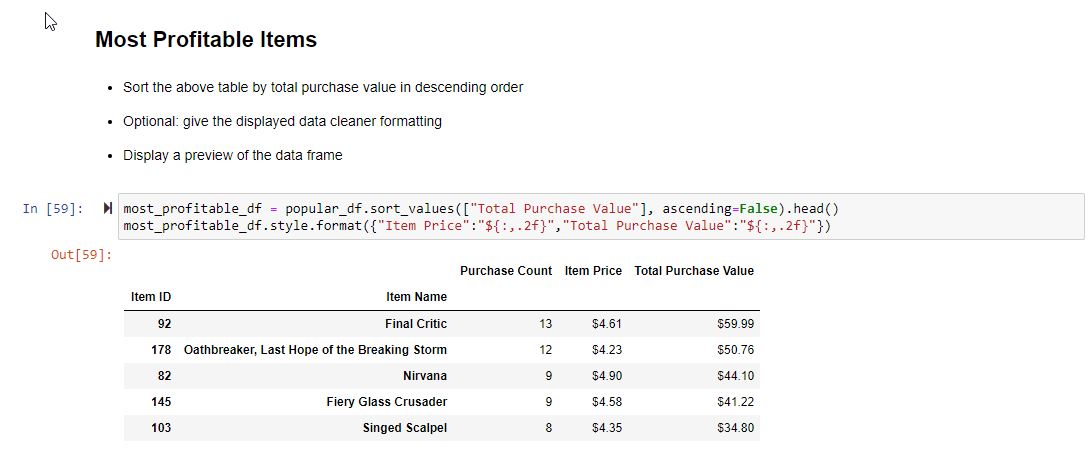 Most Profitable Items
• Sort the above table by total purchase value in descending order
• Optional: give the displayed data cleaner formatting
• Display a preview of the data frame
In [59]: most_profitable_df = popular_df.sort_values(["Total Purchase Value"], ascending=False).head()
most_profitable_df.style.format({"Item Price":"${:,.2f}","Total Purchase Value":"${:,.2f}"})
Out[59]:
Purchase Count Item Price Total Purchase Value
Item ID Item Name
92 Final Critic 13 $4.61 $59.99
178 Oathbreaker, Last Hope of the Breaking Storm 12 $4.23 $50.76
82 Nirvana 9 $4.90 $44.10
145 Fiery Glass Crusader 9 $4.58 $41.22
103 Singed Scalpel 8 $4.35 $34.80